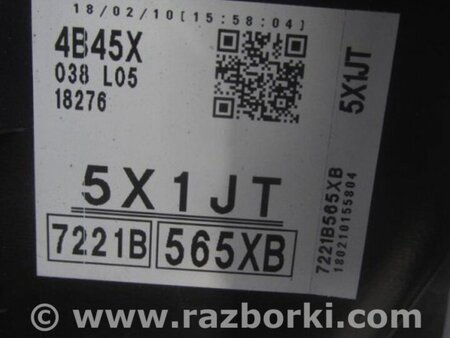 18/02/10[15:58:04]
4B45X
038 L05
18276
5X1JT
7221B 565XB
5X1JT
7221B565XB
180210155804
© www.razborki.com